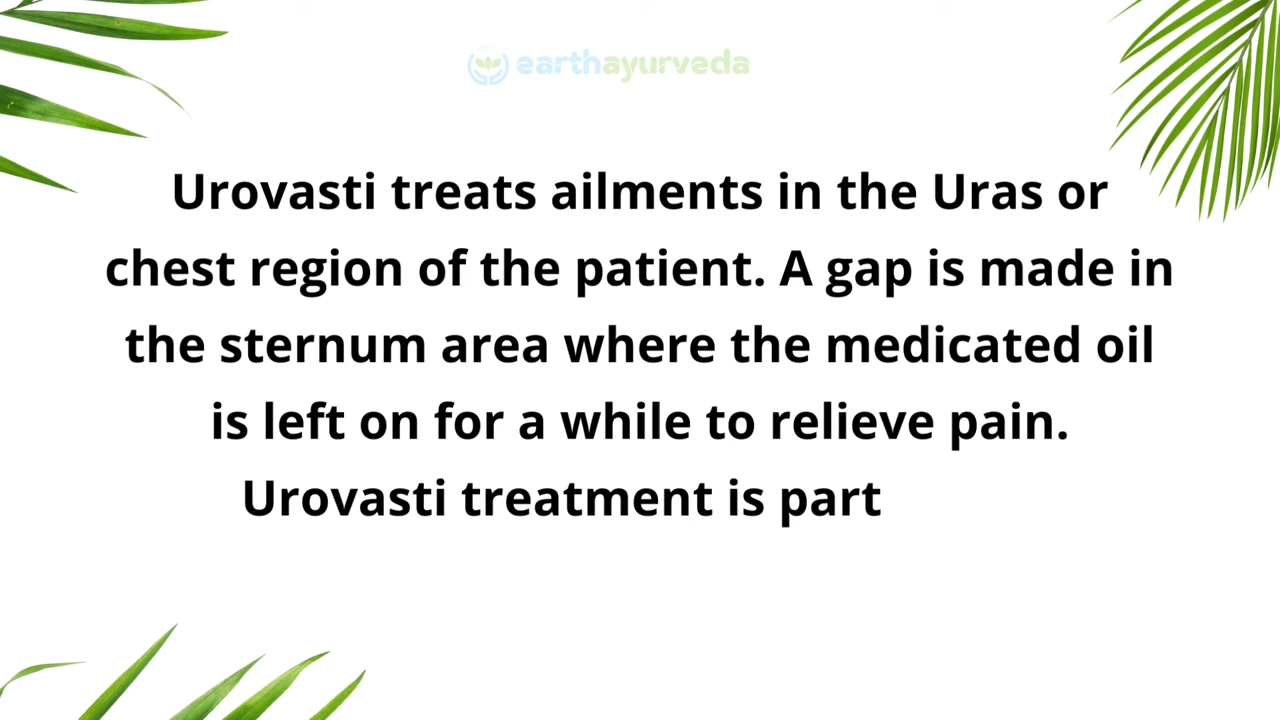 earthayurveda
Urovasti treats ailments in the Uras or
chest region of the patient. A gap is made in
the sternum area where the medicated oil
is left on for a while to relieve pain.
Urovasti treatment is part